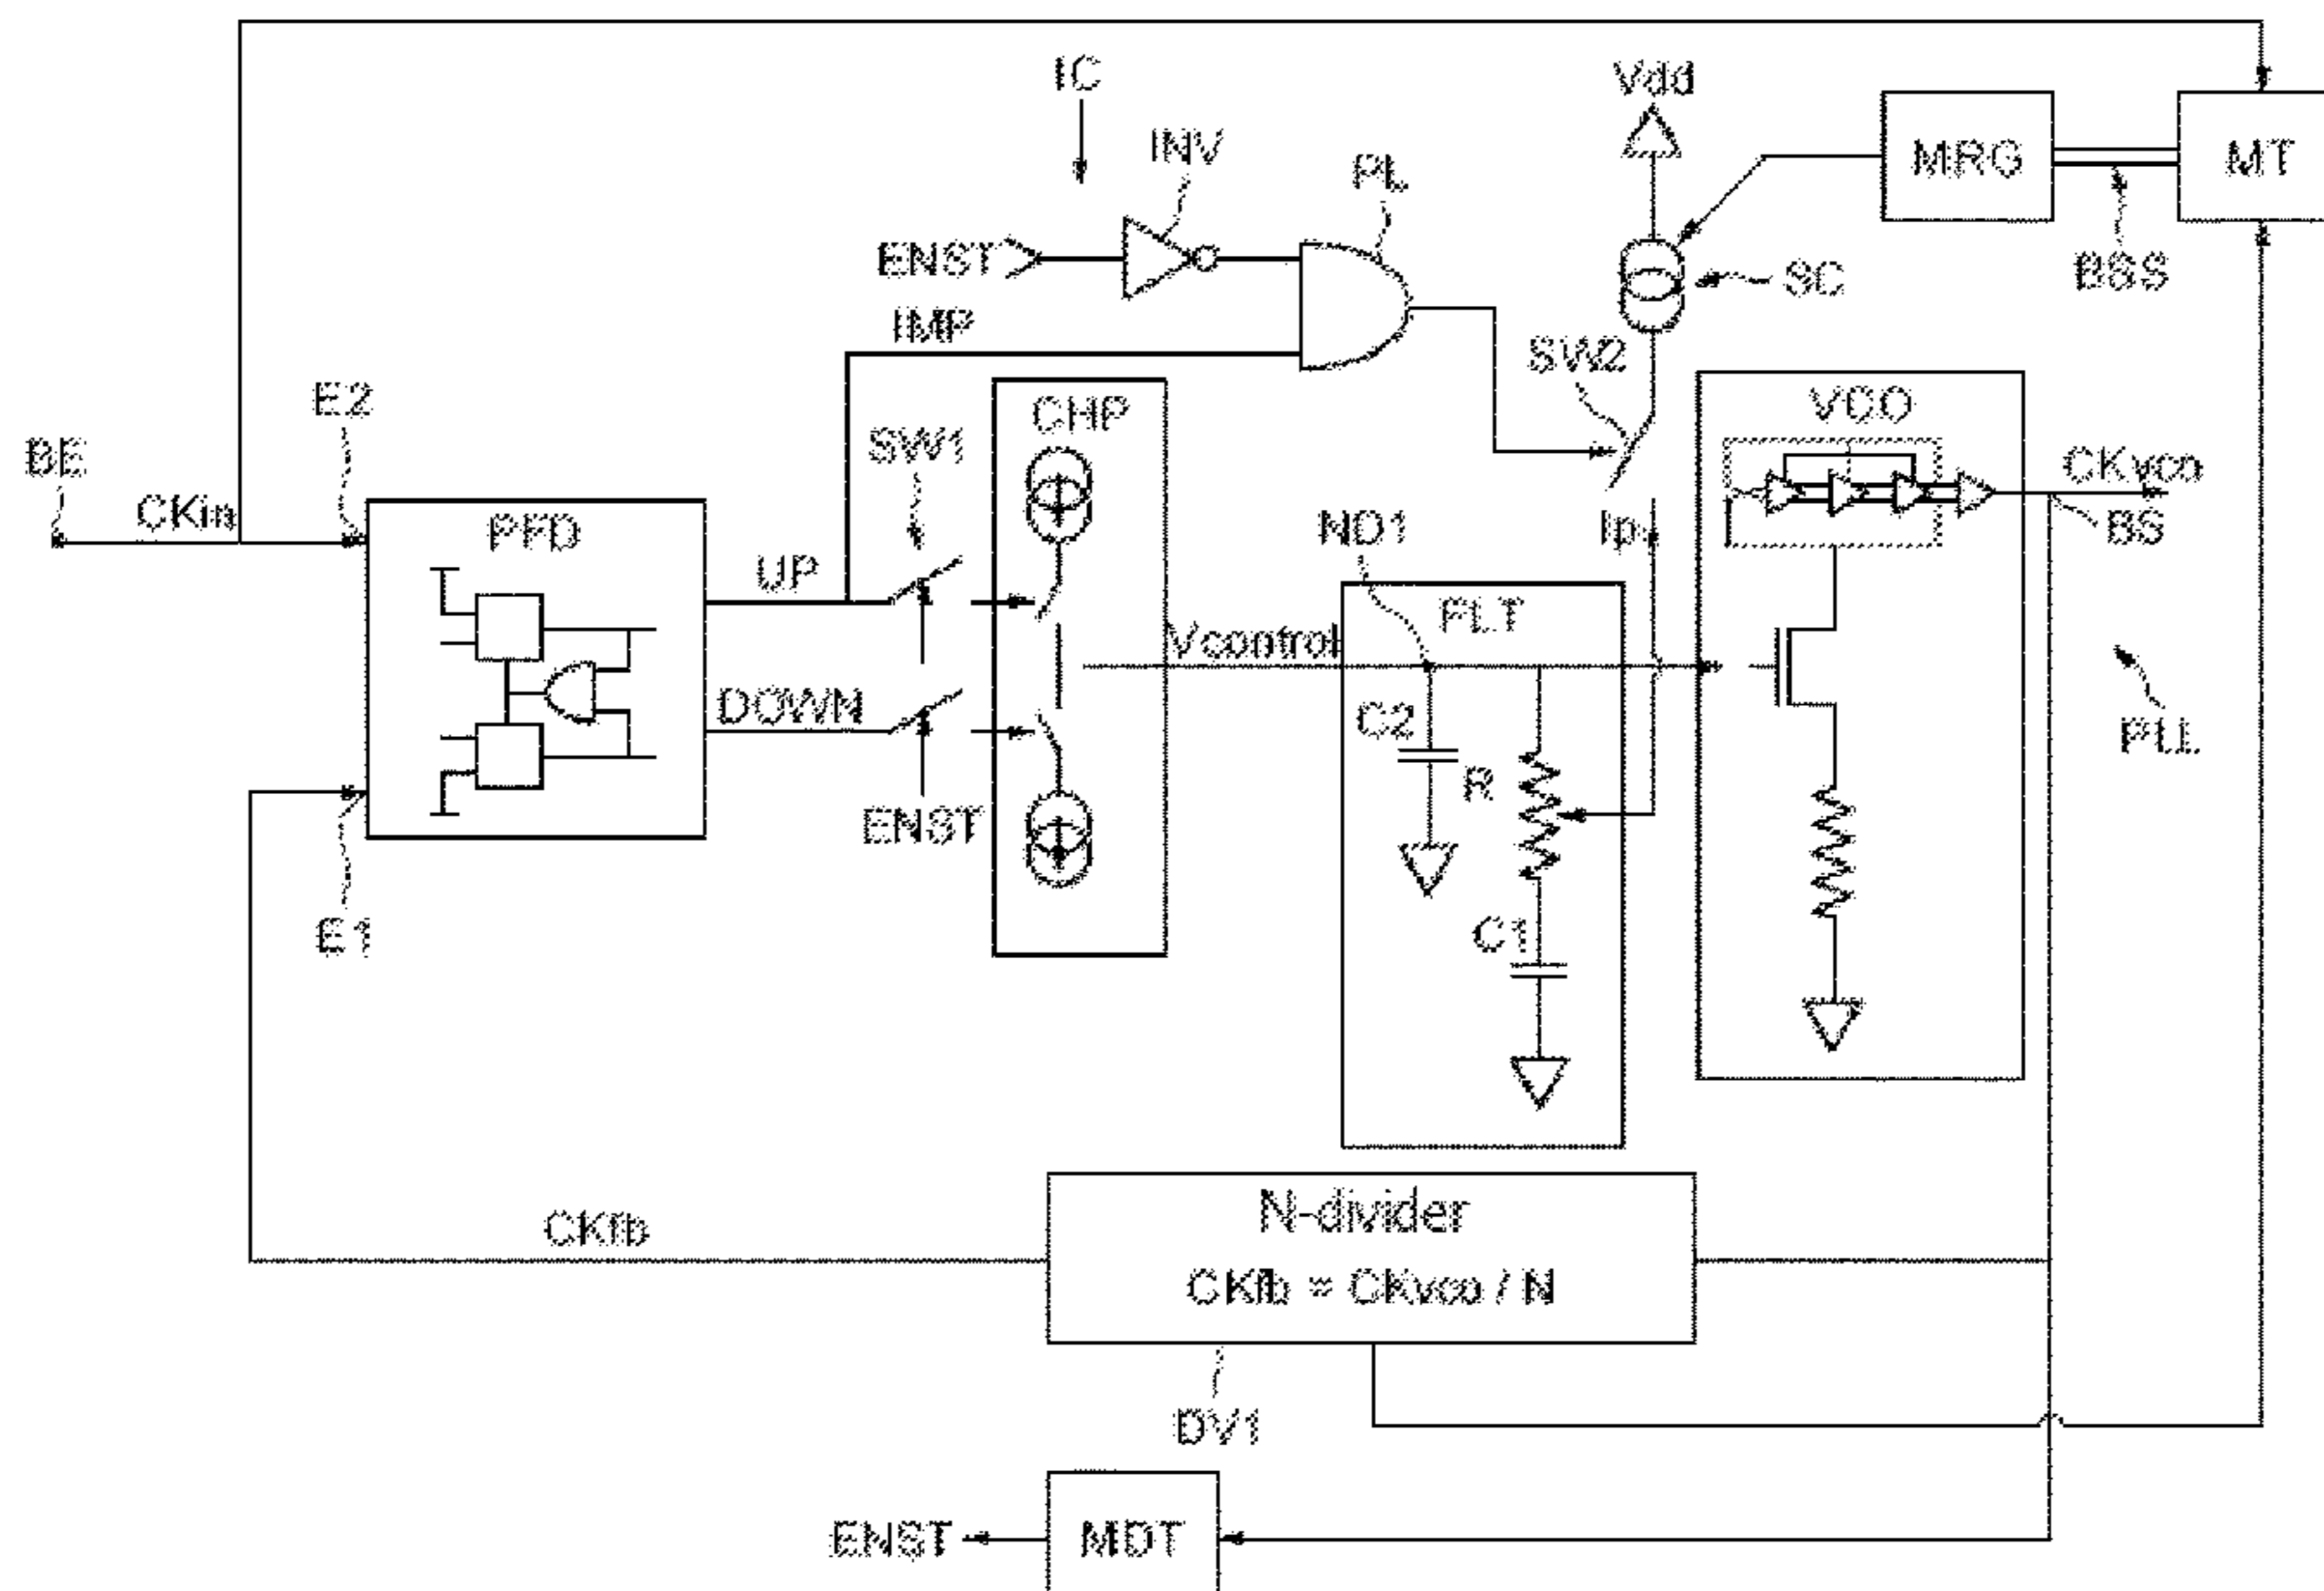 IC
Vdd
INV
PL
MRG
MT
ENST
SC
BSS
IMP
SW2
E2
CHP
VCO
BE
SW1
CKvco
CKin
PFD
ND1
Ip
BS
UP
FLT
Vcontrol
DOWN
C2
PLL
R
ENST
E1
C1
N-divider
CKfb
CKfb = CKvco / N
DV1
ENST
MDT